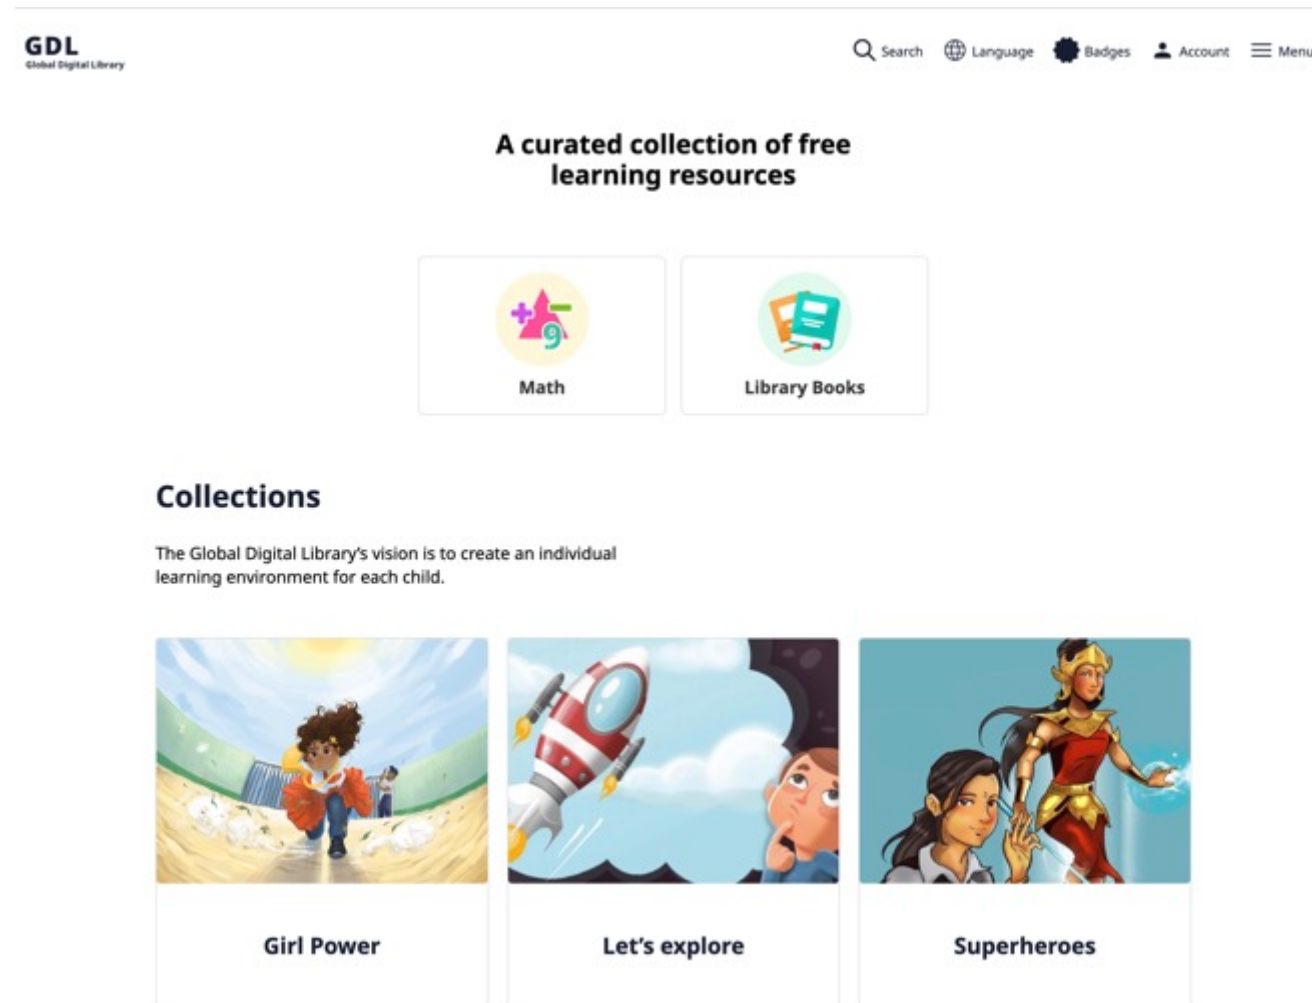 GDL
Global Digital Library
Search
Language
Badges
Account
Menu
A curated collection of free
learning resources
9
Math
Library Books
Collections
The Global Digital Library's vision is to create an individual
learning environment for each child.
Girl Power
Let's explore
Superheroes